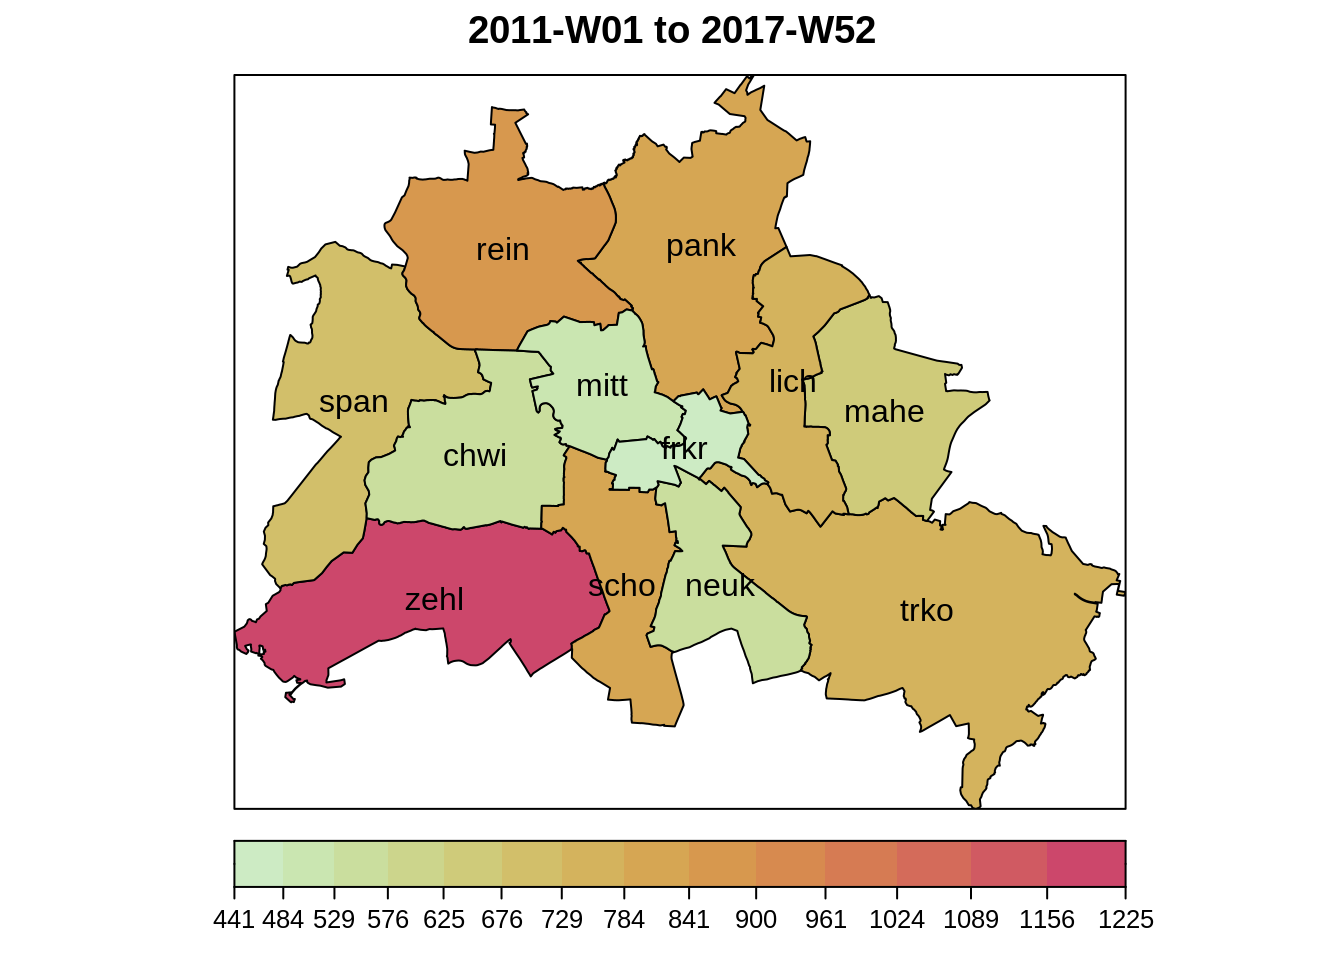 2011-W01 to 2017-W52
rein
pank
span
mitt
lich
mahe
chwi
frkr
zehl
scho
neuk
trko
441 484 529 576 625 676 729 784 841 900 961 1024 1089 1156 1225